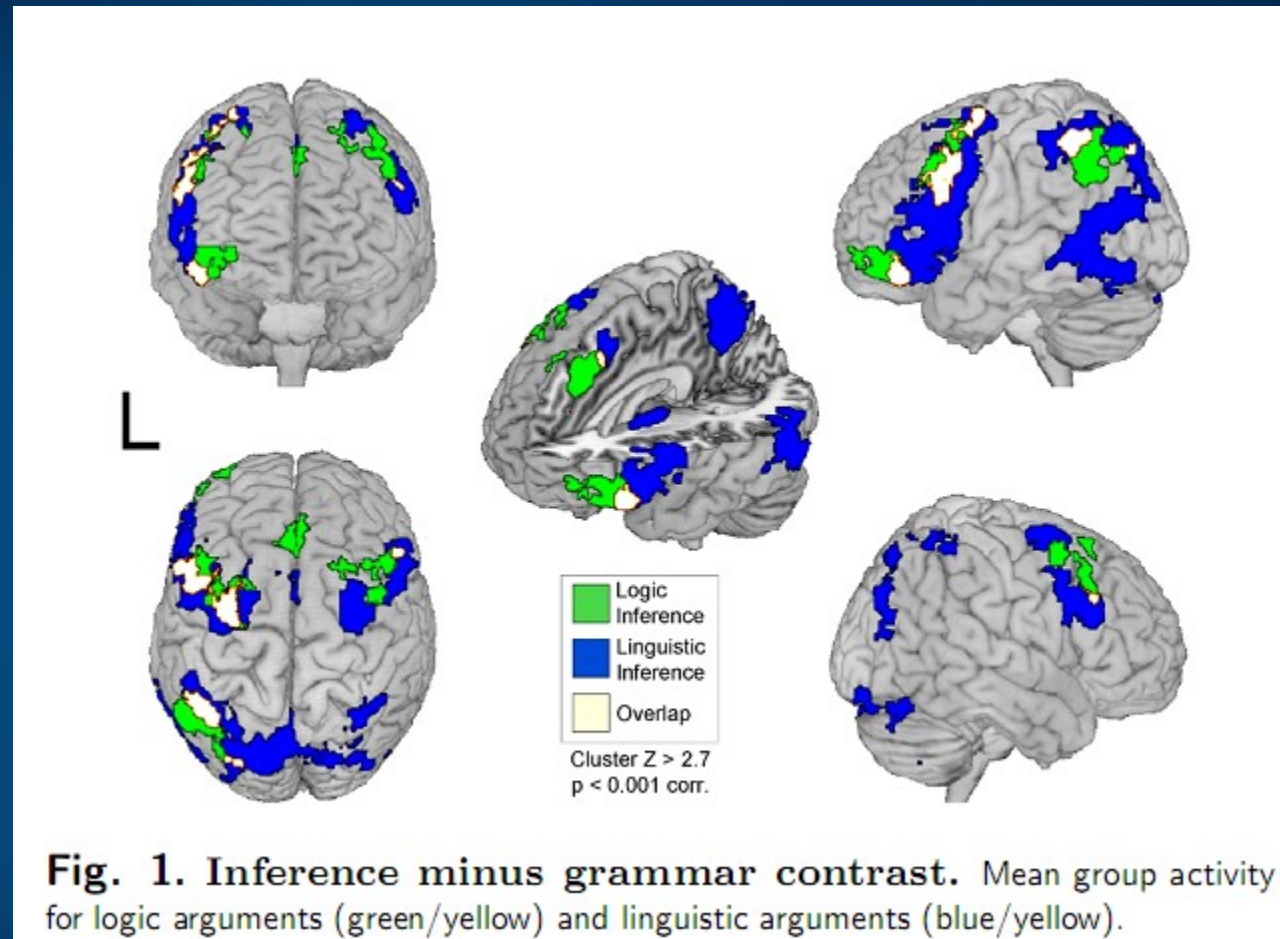 L
Logic
Inference
Linguistic
Inference
Overlap
Cluster Z > 2.7
p < 0.001 corr.
Fig. 1. Inference minus grammar contrast. Mean group activity
for logic arguments (green/yellow) and linguistic arguments (blue/yellow).